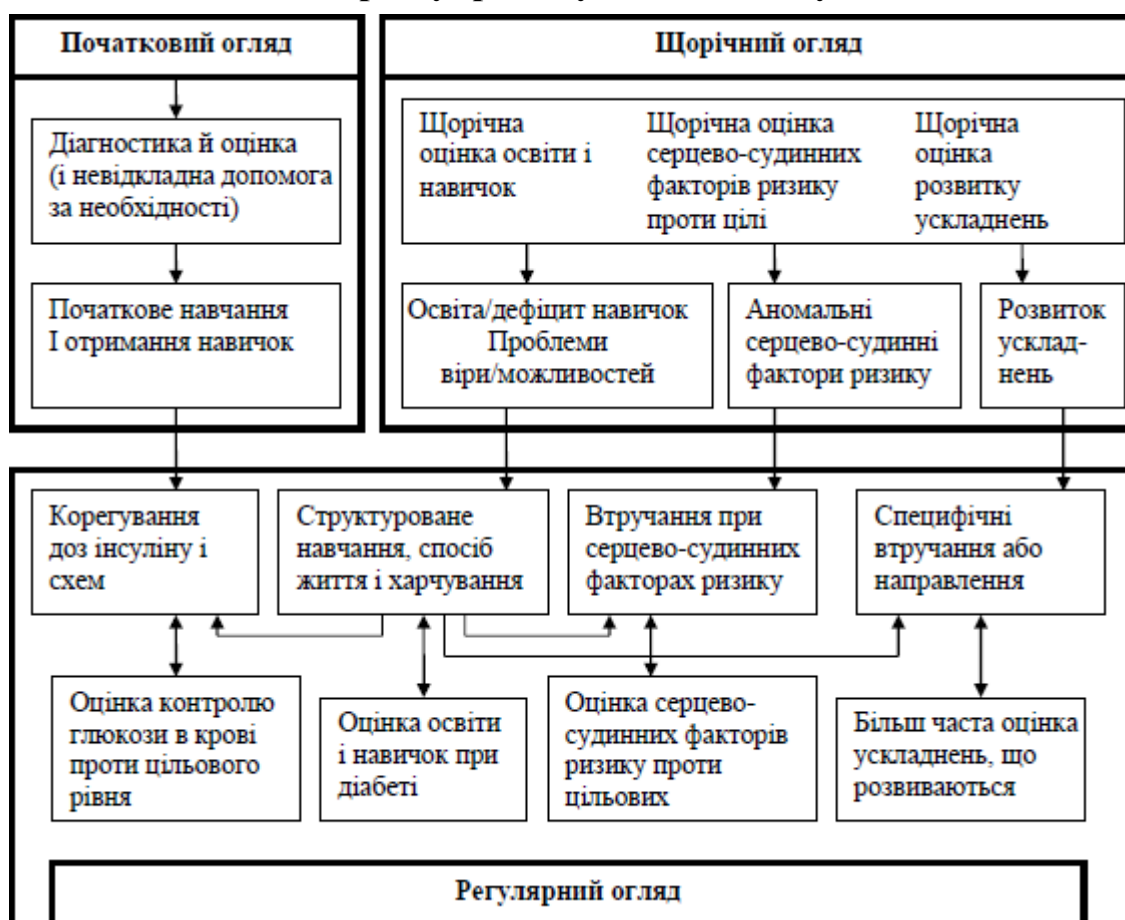 Початковий огляд
Діагностика й оцінка
(і невідкладна допомога
за необхідності)
Початкове навчання
І отримання навичок
Щорічний огляд
Щорічна
оцінка освіти і
навичок
Щорічна оцінка
серцево-судинних
факторів ризику
проти цілі
Щорічна
оцінка
розвитку
ускладнень
Освіта/дефіцит навичок
Проблеми
віри/можливостей
Аномальні
серцево-судинні
фактори ризику
Розвиток
усклад-
нень
Корегування
доз інсуліну і
схем
Структуроване
навчання, спосіб
життя і харчування
Втручання при
серцево-судинних
факторах ризику
Специфічні
втручання або
направлення
Оцінка контролю
глюкози в крові
проти цільового
рівня
Оцінка освіти
і навичок при
діабеті
Оцінка серцево-
судинних факторів
ризику проти
цільових
Більш часта оцінка
ускладнень, що
розвиваються
Регулярний огляд